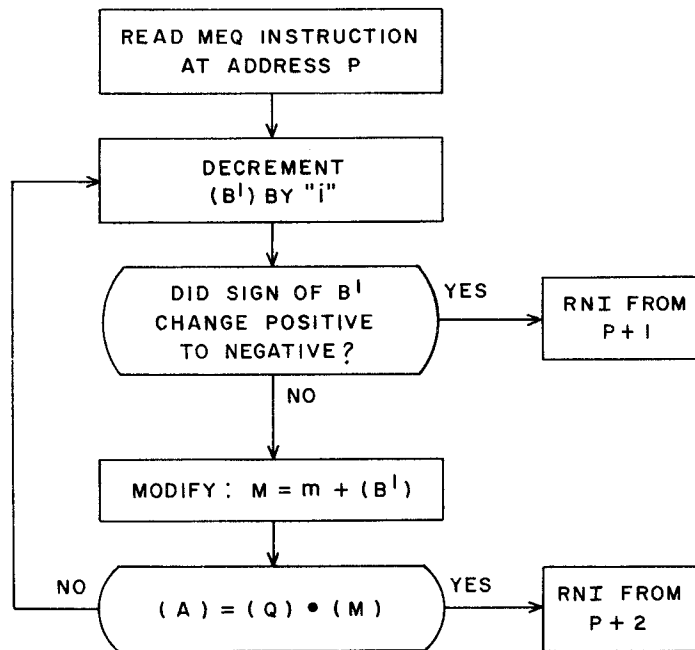 READ MEQ INSTRUCTION
AT ADDRESS P
DECREMENT
(B¹) BY "i"
DID SIGN OF B¹
CHANGE POSITIVE
TO NEGATIVE?
YES
RNI FROM
P+1
NO
MODIFY: M = m + (B¹)
NO
(A) = (Q) • (M)
YES
RNI FROM
P+2